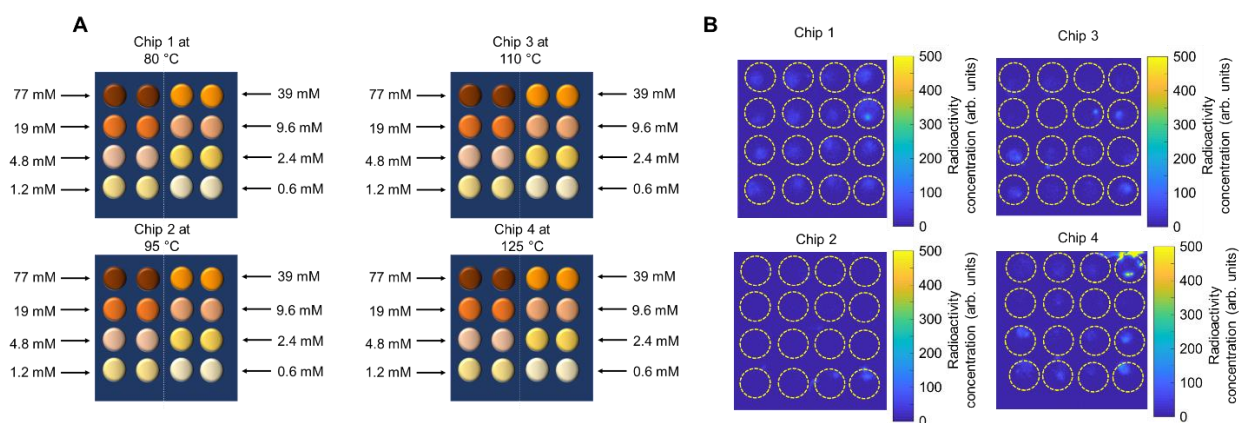 A
Chip 1 at
80 °C
77 mM
39 mM
19 mM
9.6 mM
4.8 mM
2.4 mM
1.2 mM
0.6 mM
Chip 3 at
110 °C
77 mM
39 mM
19 mM
9.6 mM
4.8 mM
2.4 mM
1.2 mM
0.6 mM
Chip 2 at
95 °C
77 mM
39 mM
19 mM
9.6 mM
4.8 mM
2.4 mM
1.2 mM
0.6 mM
Chip 4 at
125 °C
77 mM
39 mM
19 mM
9.6 mM
4.8 mM
2.4 mM
1.2 mM
0.6 mM
B
Chip 1
500
400
300
200
100
0
Radioactivity
concentration (arb. units)
Chip 3
500
400
300
200
100
0
Radioactivity
concentration (arb. units)
Chip 2
500
400
300
200
100
0
Radioactivity
concentration (arb. units)
Chip 4
500
400
300
200
100
0
Radioactivity
concentration (arb. units)